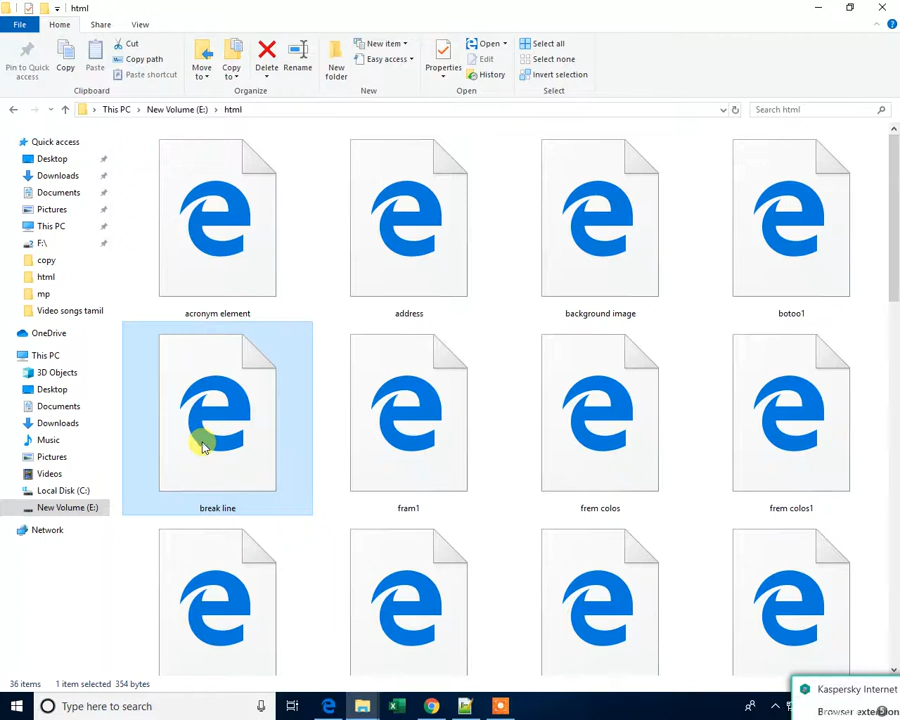 html
File Home Share View
Pin to Quick access
Copy
Paste
Cut
Copy path
Paste shortcut
Clipboard
Move to
Copy to
Delete
Rename
Organize
New folder
New item
Easy access
New
Properties
Open
Edit
History
Open
Select all
Select none
Invert selection
Select
This PC New Volume (E:) html
Search html
Quick access
Desktop
Downloads
Documents
Pictures
This PC
F:\
copy
html
mp
Video songs tamil
OneDrive
This PC
3D Objects
Desktop
Documents
Downloads
Music
Pictures
Videos
Local Disk (C:)
New Volume (E:)
Network
acronym element address background image botoo1
break line fram1 frem colos frem colos1
36 items 1 item selected 354 bytes
Kaspersky Internet
Browser extension
Type here to search